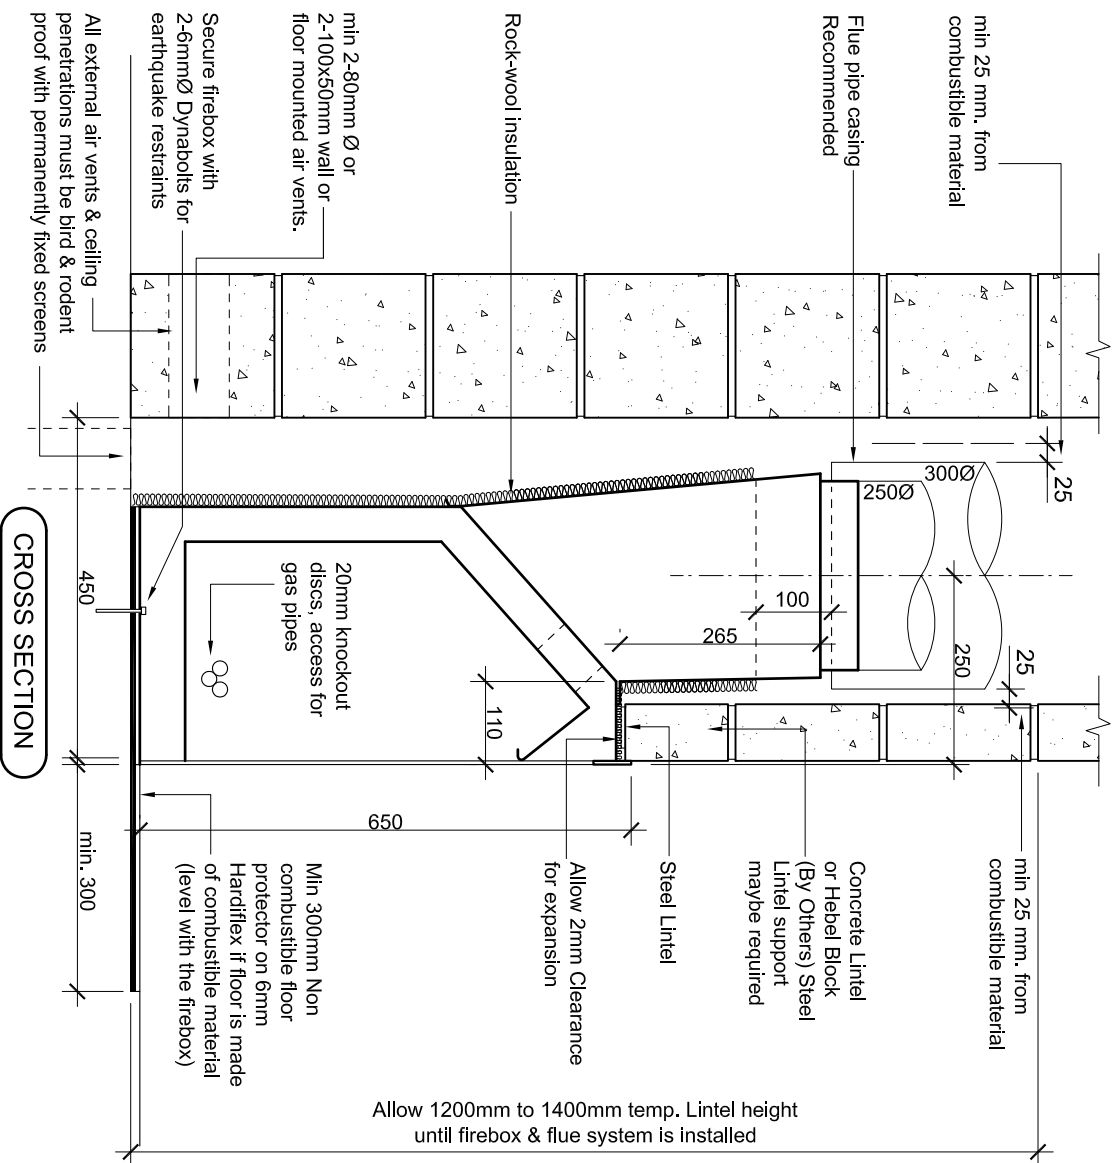 min 25 mm. from
combustible material
Flue pipe casing
Recommended
Rock-wool insulation
min 2-80mm Ø or
2-100x50mm wall or
floor mounted air vents.
Secure firebox with
2-6mmØ Dynabolts for
earthquake restraints
All external air vents & ceiling
penetrations must be bird & rodent
proof with permanently fixed screens
25
300Ø
250Ø
100
265
250
25
110
20mm knockout
discs, access for
gas pipes
450
min. 300
650
CROSS SECTION
min 25 mm. from
combustible material
Concrete Lintel
or Hebel Block
(By Others) Steel
Lintel support
maybe required
Steel Lintel
Allow 2mm Clearance
for expansion
Min 300mm Non
combustible floor
protector on 6mm
Hardiflex if floor is made
of combustible material
(level with the firebox)
Allow 1200mm to 1400mm temp. Lintel height
until firebox & flue system is installed